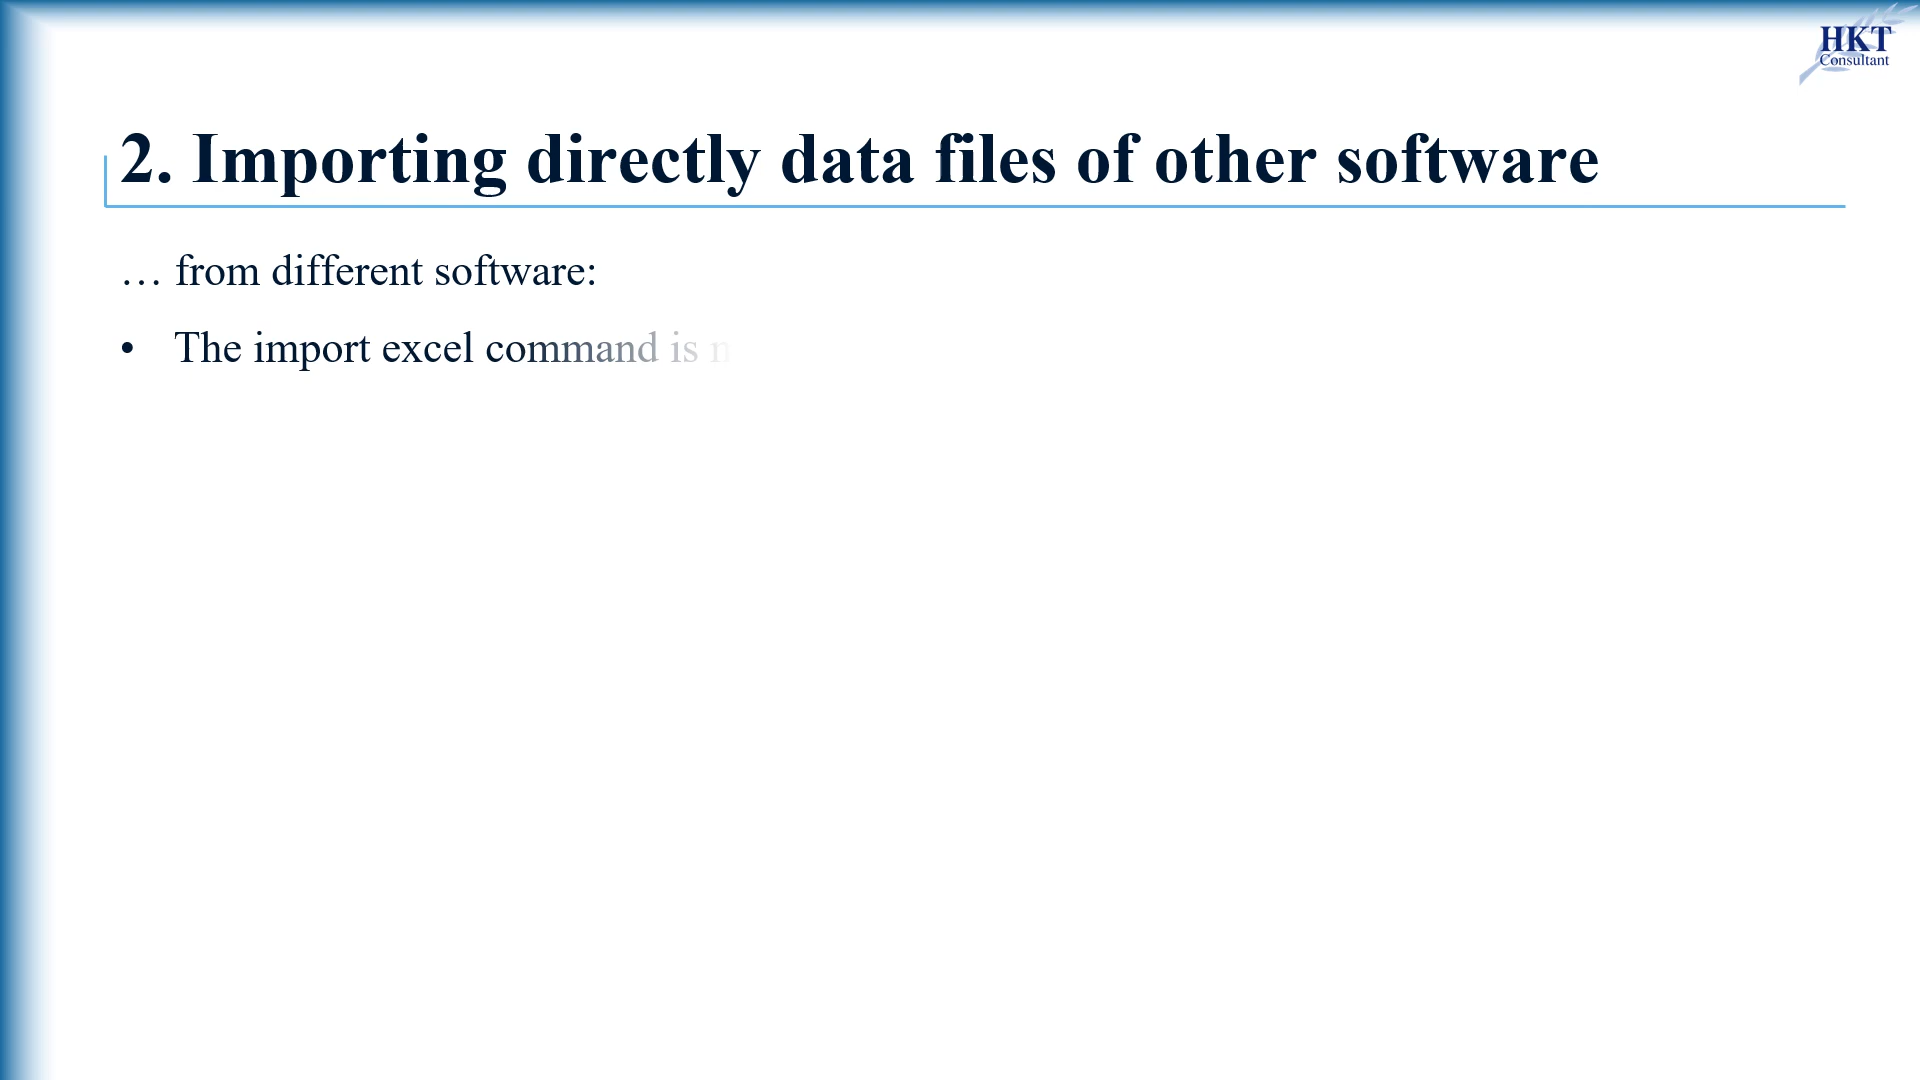 HKT
Consultant
2. Importing directly data files of other software
… from different software:
• The import excel command is